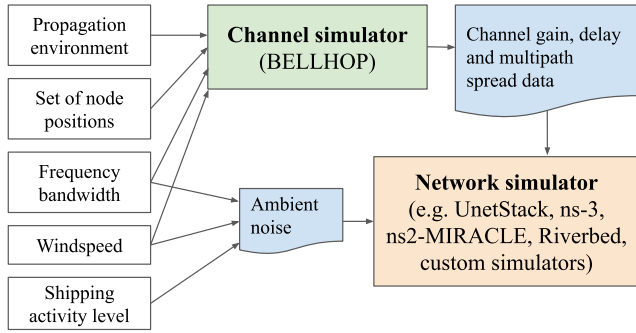 Propagation
environment
Set of node
positions
Frequency
bandwidth
Windspeed
Shipping
activity level
Channel simulator
(BELLHOP)
Channel gain, delay
and multipath
spread data
Ambient
noise
Network simulator
(e.g. UnetStack, ns-3,
ns2-MIRACLE, Riverbed,
custom simulators)